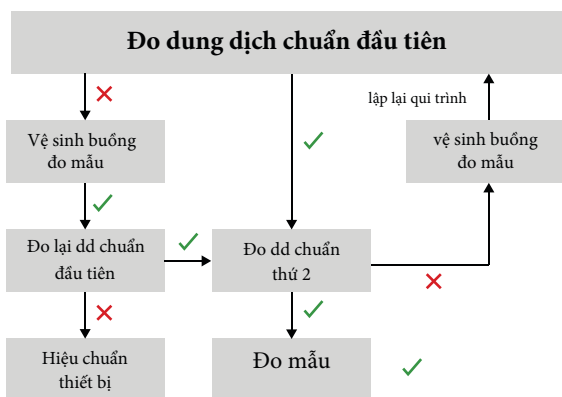 Đo dung dịch chuẩn đầu tiên
lập lại qui trình
Vệ sinh buồng
đo mẫu
vệ sinh buồng
đo mẫu
Đo lại dd chuẩn
đầu tiên
Đo dd chuẩn
thứ 2
Hiệu chuẩn
thiết bị
Đo mẫu